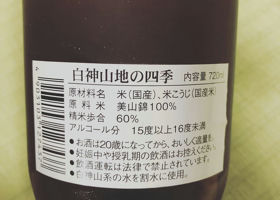 白神山地の四季 内容量 720ml
原材料名 米(国産)、米こうじ(国産米)
原料米 美山錦100%
精米歩合 60%
アルコール分 15度以上16度未満
●お酒は20歳になってから、おいしく適量を。
●妊娠中や授乳期の飲酒はお控えください。
●飲酒運転は法律で禁止されています。
●白神山系の水を割水に使用。